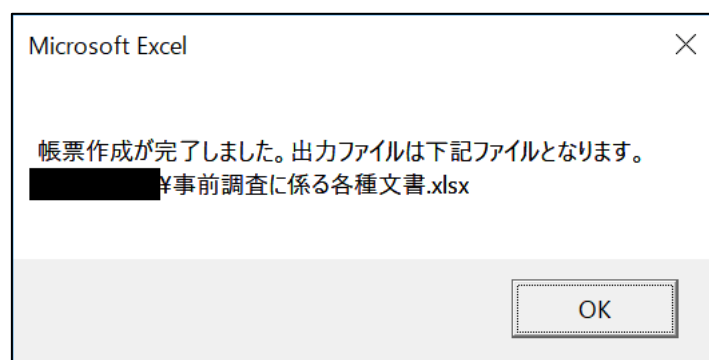 Microsoft Excel
帳票作成が完了しました。出力ファイルは下記ファイルとなります。
¥事前調査に係る各種文書.xlsx
OK